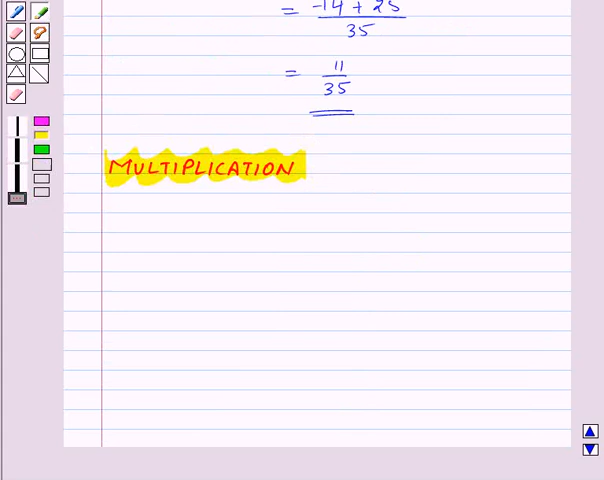 = -14 + 25
35
= 11
35
MULTIPLICATION